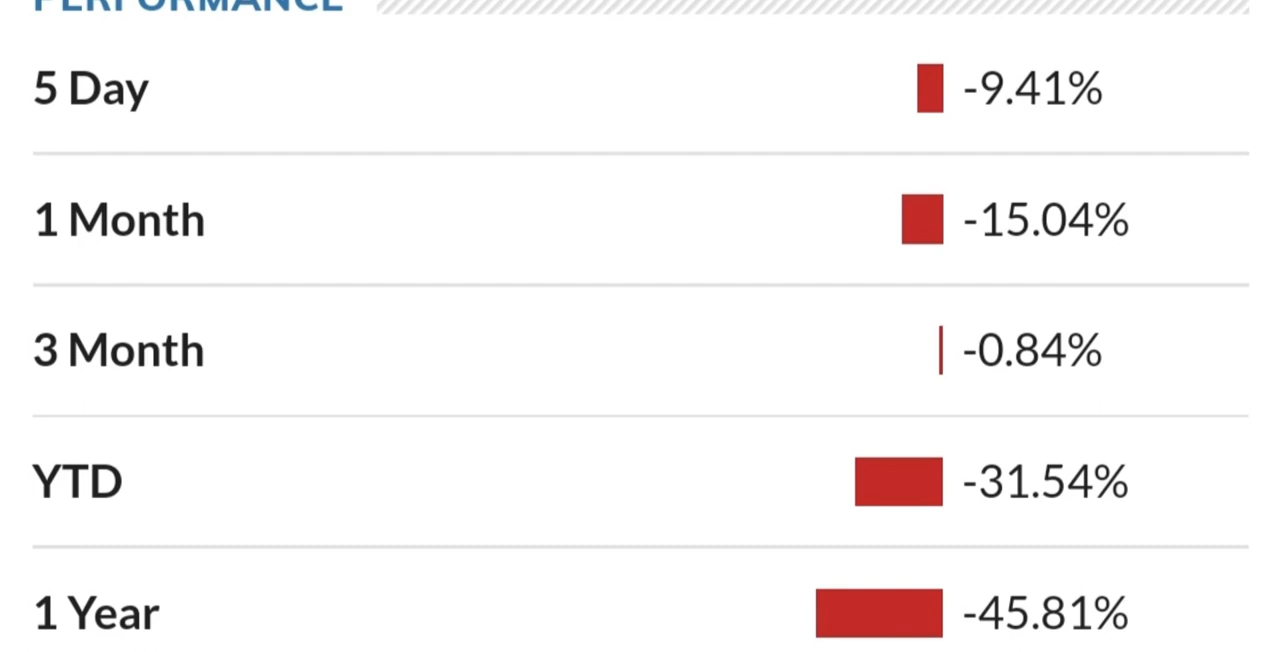 PERFORMANCE
5 Day -9.41%
1 Month -15.04%
3 Month -0.84%
YTD -31.54%
1 Year -45.81%